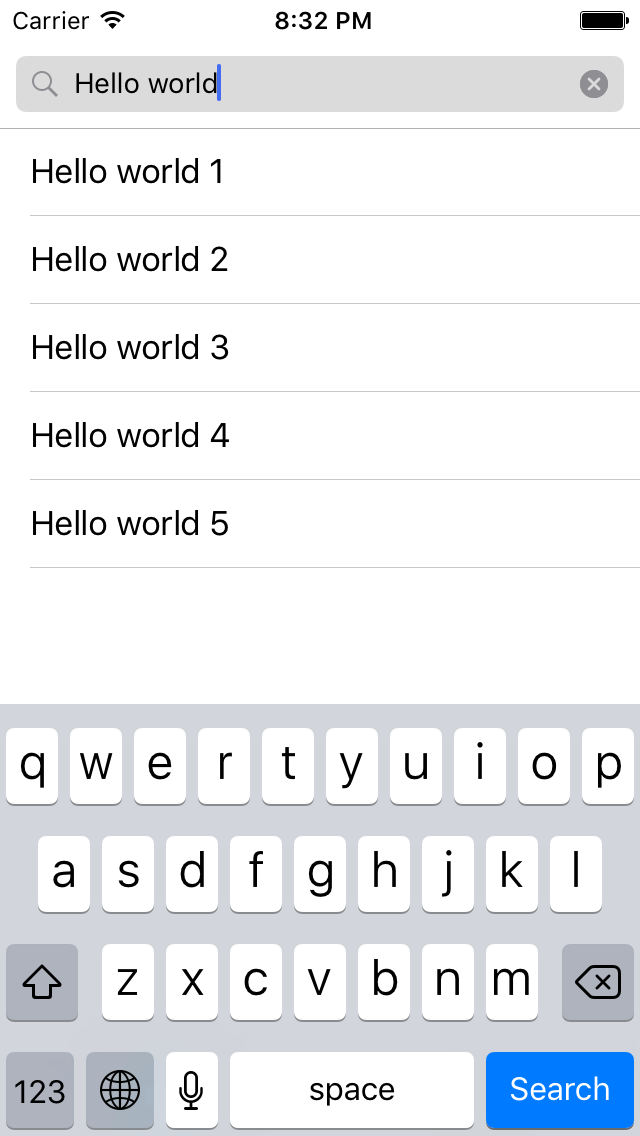 Carrier 8:32 PM
Hello world
Hello world 1
Hello world 2
Hello world 3
Hello world 4
Hello world 5
q w e r t y u i o p
a s d f g h j k l
z x c v b n m
123 space Search